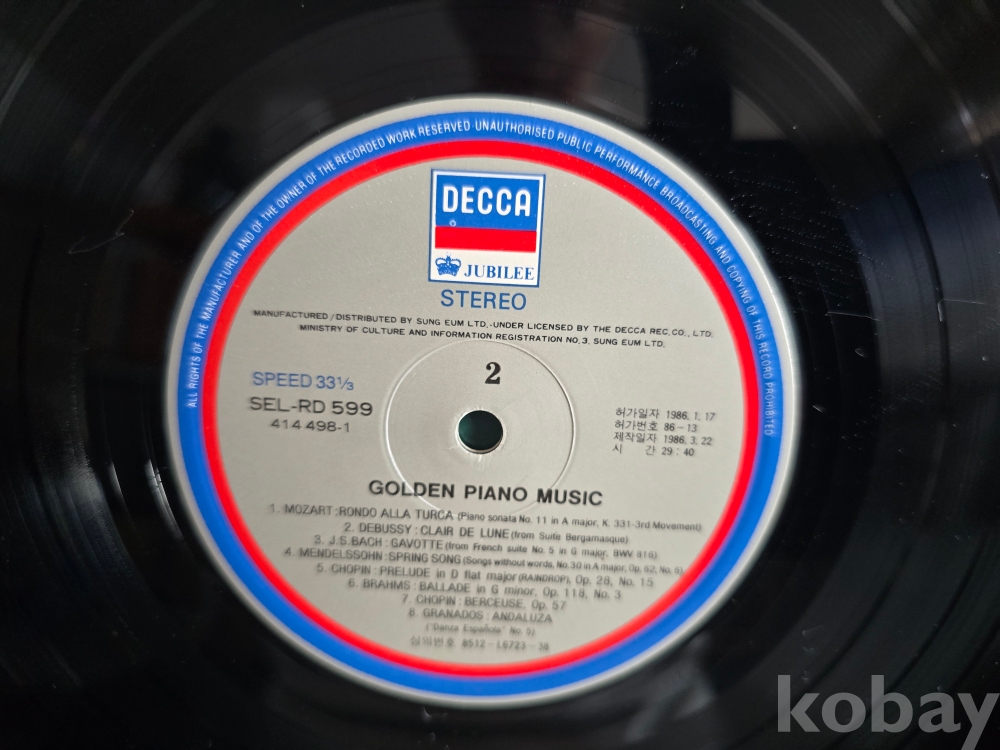 ALL RIGHTS OF THE MANUFACTURER AND OF THE OWNER OF THE RECORDED WORK RESERVED·UNAUTHORISED PUBLIC PERFORMANCE BROADCASTING AND COPYING OF THIS RECORD PROHIBITED
DECCA
JUBILEE
STEREO
MANUFACTURED/DISTRIBUTED BY SUNG EUM LTD.-UNDER LICENSED BY THE DECCA REC.CO., LTD.
MINISTRY OF CULTURE AND INFORMATION REGISTRATION NO.3. SUNG EUM LTD.
2
SPEED 33⅓
SEL-RD 599
414 498-1
허가일자 1986. 1. 17
허가번호 86-13
제작일자 1986. 3. 22
시 간 29:40
GOLDEN PIANO MUSIC
1. MOZART:RONDO ALLA TURCA (Piano sonata No. 11 in A major, K. 331-3rd Movement)
2. DEBUSSY:CLAIR DE LUNE (from Suite Bergamasque)
3. J.S.BACH:GAVOTTE (from French suite No. 5 in G major, BWV 816)
4. MENDELSSOHN:SPRING SONG (Songs without words, No. 30 in A major, Op. 62, No. 6)
5. CHOPIN:PRELUDE in D flat major (RAINDROP), Op. 28, No. 15
6. BRAHMS:BALLADE in G minor, Op. 118, No. 3
7. CHOPIN:BERCEUSE, Op. 57
8. GRANADOS:ANDALUZA
("Danza Española" No. 5)
심의번호 8512-L6723-38
kobay